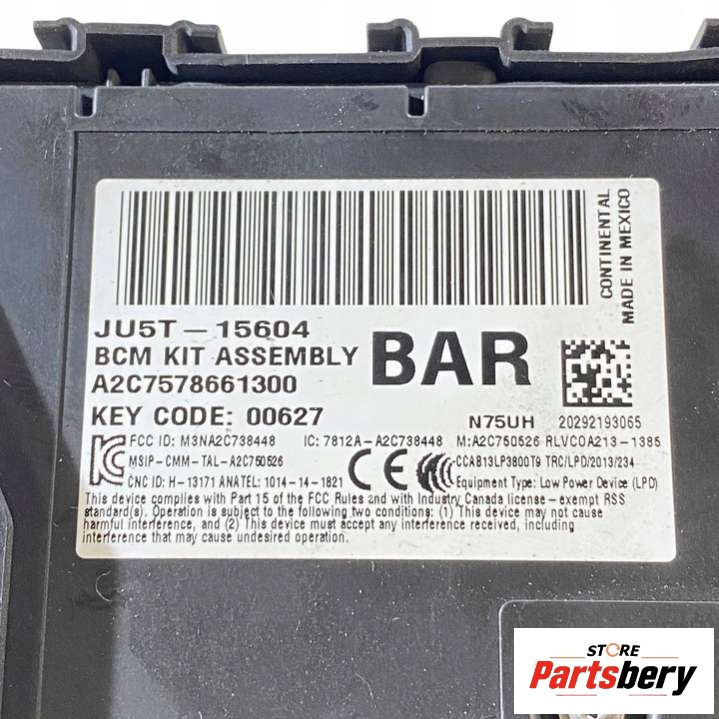 CONTINENTAL
MADE IN MEXICO
JU5T-15604
BCM KIT ASSEMBLY
BAR
A2C7578661300
KEY CODE: 00627
N75UH
20292193065
FCC ID: M3NA2C738448 IC: 7812A-A2C738448 M:A2C750526 RLVCOA213-1385
MSIP-CMM-TAL-A2C750526
CCAB13LP3800T9 TRC/LPD/2013/234
CNC ID: H-13171 ANATEL: 1014-14-1821
Equipment Type: Low Power Device (LPD)
This device complies with Part 15 of the FCC Rules and with Industry Canada license-exempt RSS
standard(s). Operation is subject to the following two conditions: (1) This device may not cause
harmful interference, and (2) This device must accept any interference received, including
interference that may cause undesired operation.
STORE
Partsbery